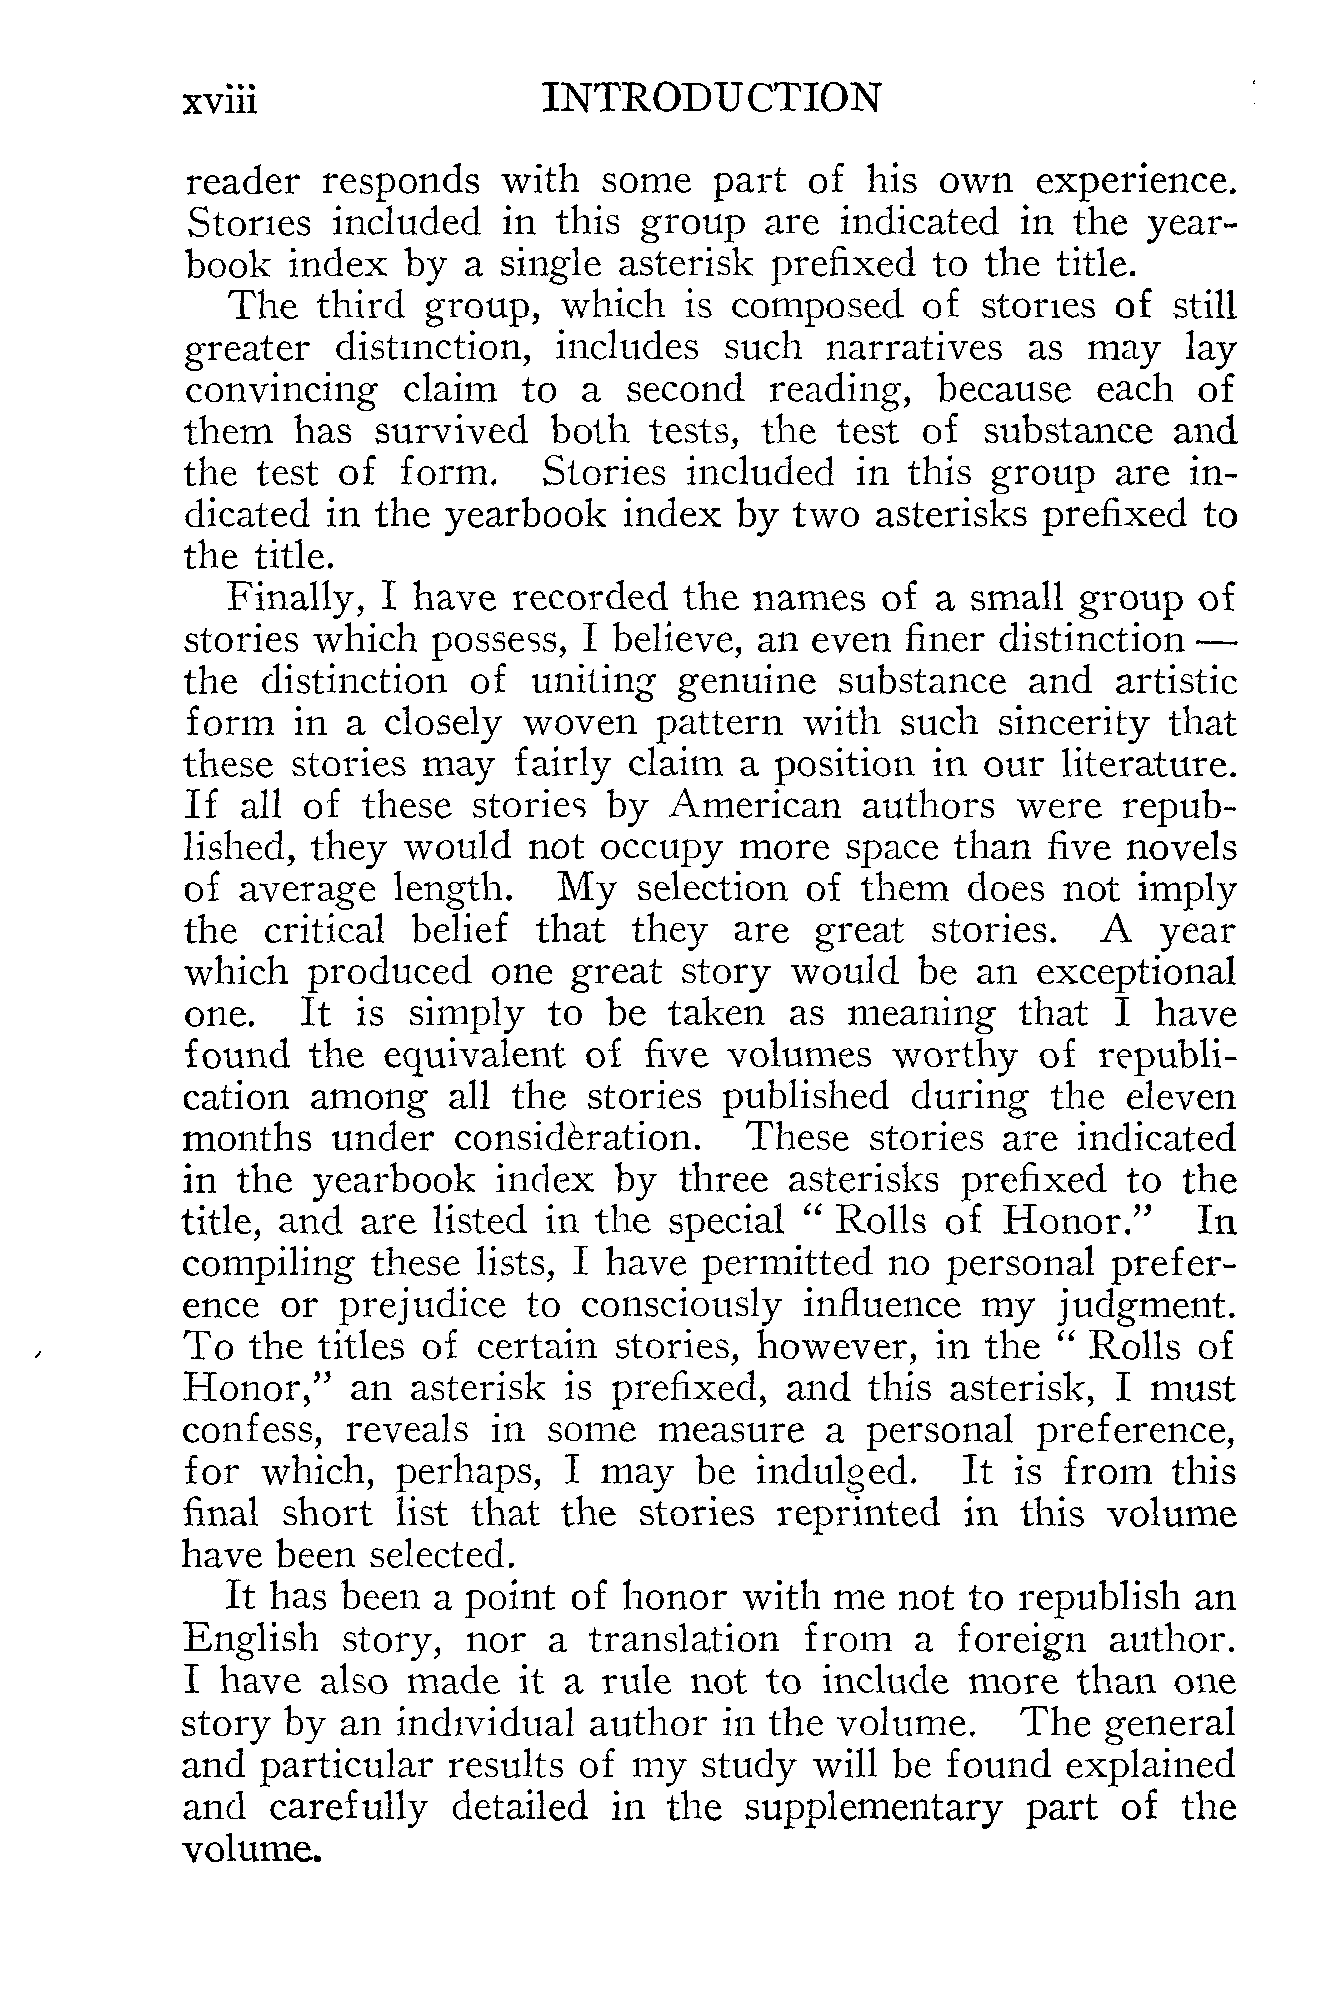 xviii INTRODUCTION
reader responds with some part of his own experience.
Stories included in this group are indicated in the year-
book index by a single asterisk prefixed to the title.
The third group, which is composed of stories of still
greater distinction, includes such narratives as may lay
convincing claim to a second reading, because each of
them has survived both tests, the test of substance and
the test of form. Stories included in this group are in-
dicated in the yearbook index by two asterisks prefixed to
the title.
Finally, I have recorded the names of a small group of
stories which possess, I believe, an even finer distinction —
the distinction of uniting genuine substance and artistic
form in a closely woven pattern with such sincerity that
these stories may fairly claim a position in our literature.
If all of these stories by American authors were repub-
lished, they would not occupy more space than five novels
of average length. My selection of them does not imply
the critical belief that they are great stories. A year
which produced one great story would be an exceptional
one. It is simply to be taken as meaning that I have
found the equivalent of five volumes worthy of republi-
cation among all the stories published during the eleven
months under consideration. These stories are indicated
in the yearbook index by three asterisks prefixed to the
title, and are listed in the special “ Rolls of Honor.” In
compiling these lists, I have permitted no personal prefer-
ence or prejudice to consciously influence my judgment.
To the titles of certain stories, however, in the “ Rolls of
Honor,” an asterisk is prefixed, and this asterisk, I must
confess, reveals in some measure a personal preference,
for which, perhaps, I may be indulged. It is from this
final short list that the stories reprinted in this volume
have been selected.
It has been a point of honor with me not to republish an
English story, nor a translation from a foreign author.
I have also made it a rule not to include more than one
story by an individual author in the volume. The general
and particular results of my study will be found explained
and carefully detailed in the supplementary part of the
volume.